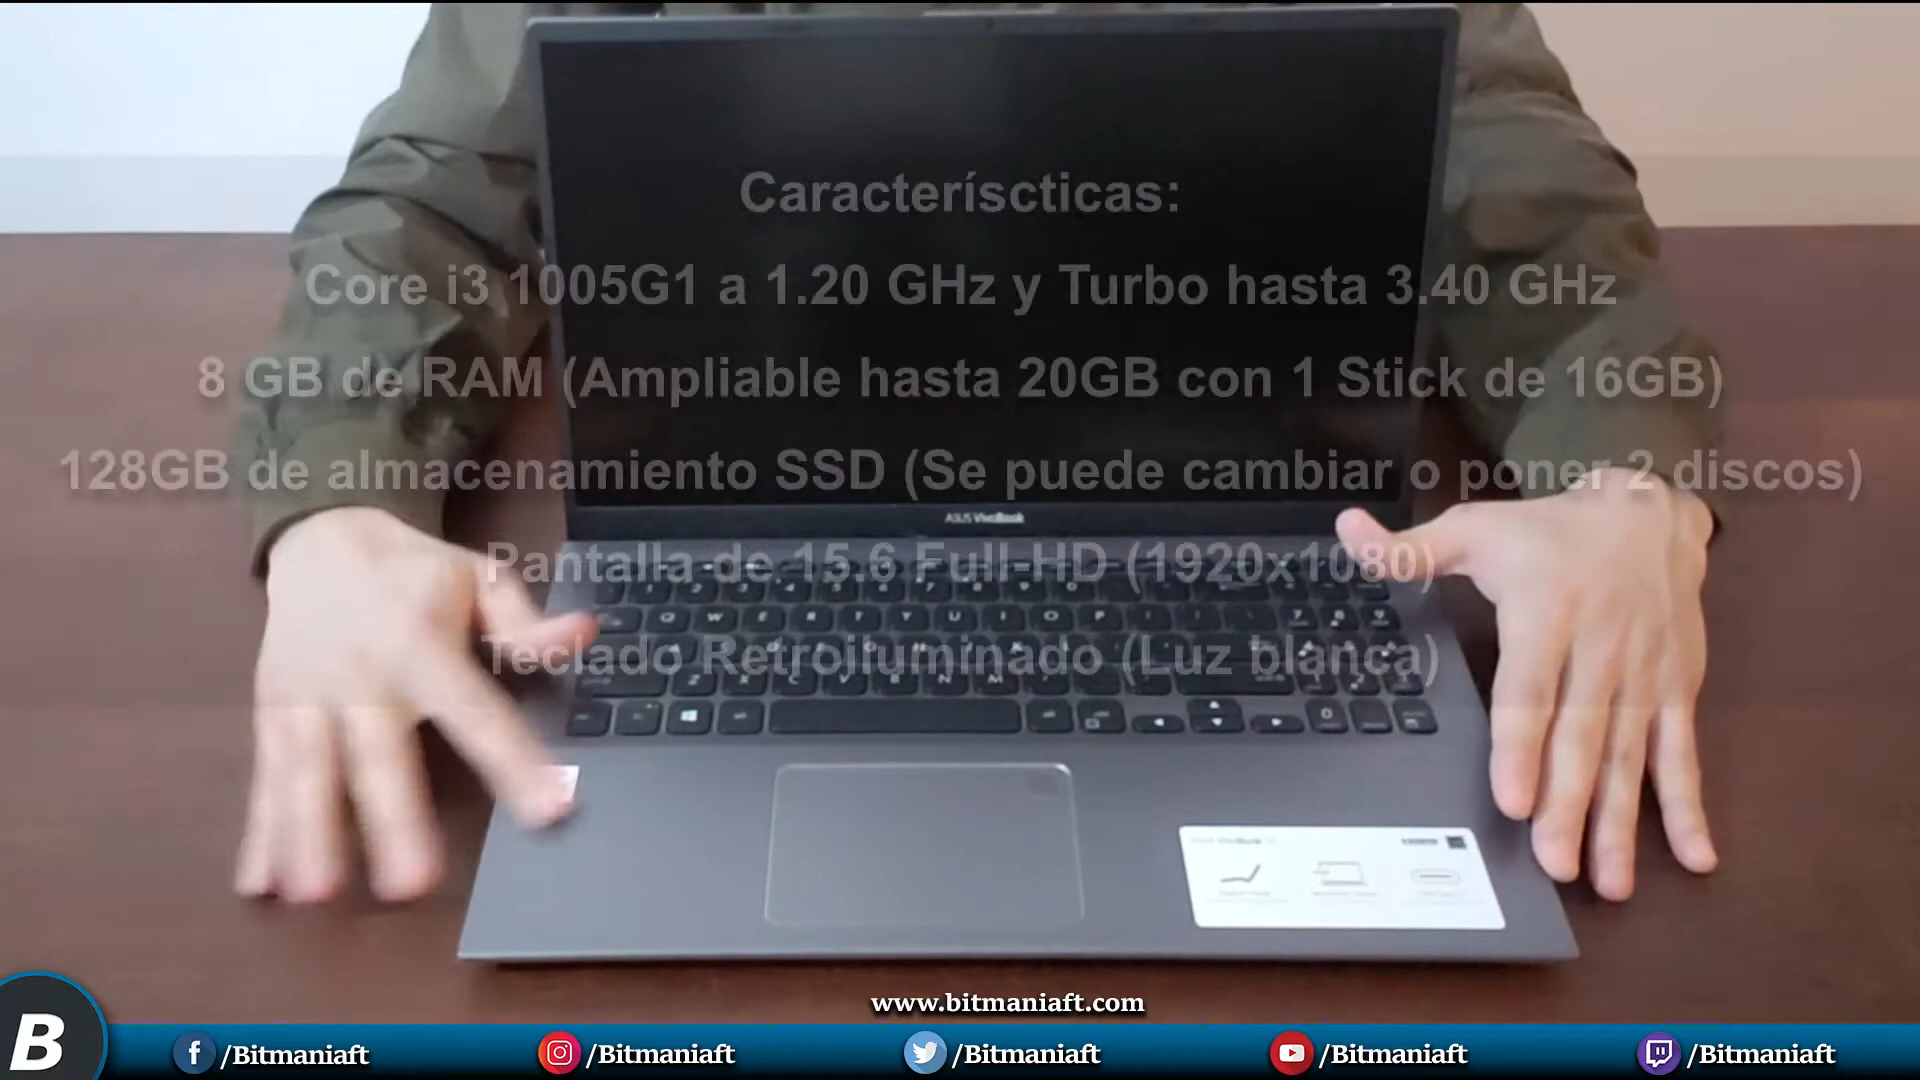 Caracteríscticas:
Core i3 1005G1 a 1.20 GHz y Turbo hasta 3.40 GHz
8 GB de RAM (Ampliable hasta 20GB con 1 Stick de 16GB)
128GB de almacenamiento SSD (Se puede cambiar o poner 2 discos)
ASUS VivoBook
Pantalla de 15.6 Full-HD (1920x1080)
Teclado Retroiluminado (Luz blanca)
www.bitmaniaft.com
B
/Bitmaniaft
/Bitmaniaft
/Bitmaniaft
/Bitmaniaft
/Bitmaniaft